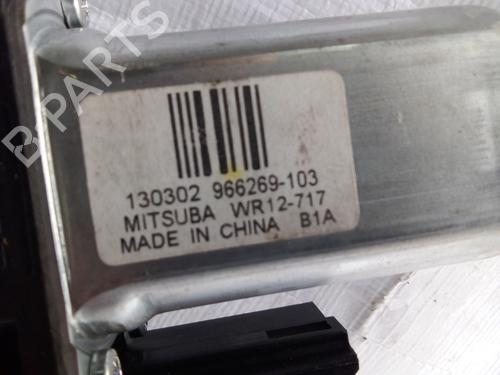 B-PARTS
130302 966269-103
MITSUBA WR12-717
MADE IN CHINA B1A